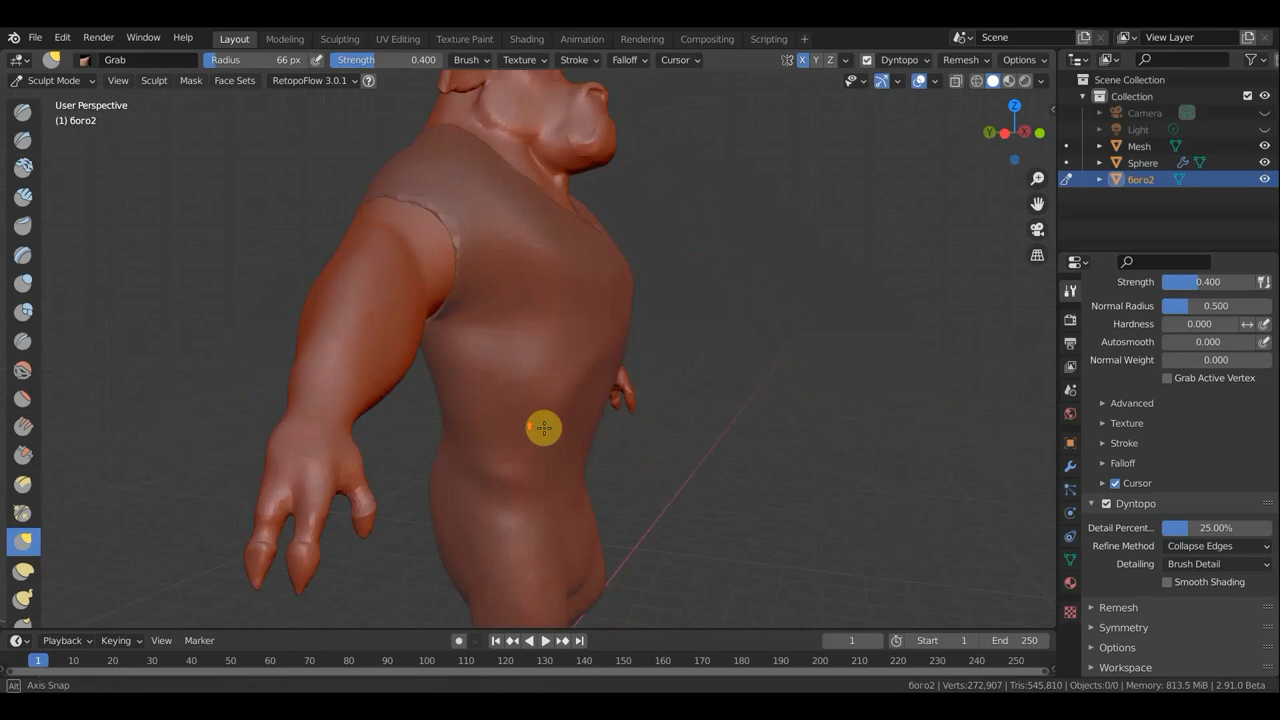 File Edit Render Window Help Layout Modeling Sculpting UV Editing Texture Paint Shading Animation Rendering Compositing Scripting + Scene View Layer
Grab Radius 66 px Strength 0.400 Brush Texture Stroke Falloff Cursor X Y Z Dyntopo Remesh Options
Sculpt Mode View Sculpt Mask Face Sets RetopoFlow 3.0.1 ?
User Perspective
(1) 6oro2
Z
Y X
Scene Collection
Collection
Camera
Light
Mesh
Sphere
6oro2
Strength 0.400
Normal Radius 0.500
Hardness 0.000
Autosmooth 0.000
Normal Weight 0.000
Grab Active Vertex
Advanced
Texture
Stroke
Falloff
Cursor
Dyntopo
Detail Percent... 25.00%
Refine Method Collapse Edges
Detailing Brush Detail
Smooth Shading
Remesh
Symmetry
Options
Workspace
Playback Keying View Marker 1 Start 1 End 250
1 10 20 30 40 50 60 70 80 90 100 110 120 130 140 150 160 170 180 190 200 210 220 230 240 250
Alt Axis Snap 6oro2 | Verts:272,907 | Tris:545,810 | Objects:0/0 | Memory: 813.5 MiB | 2.91.0 Beta